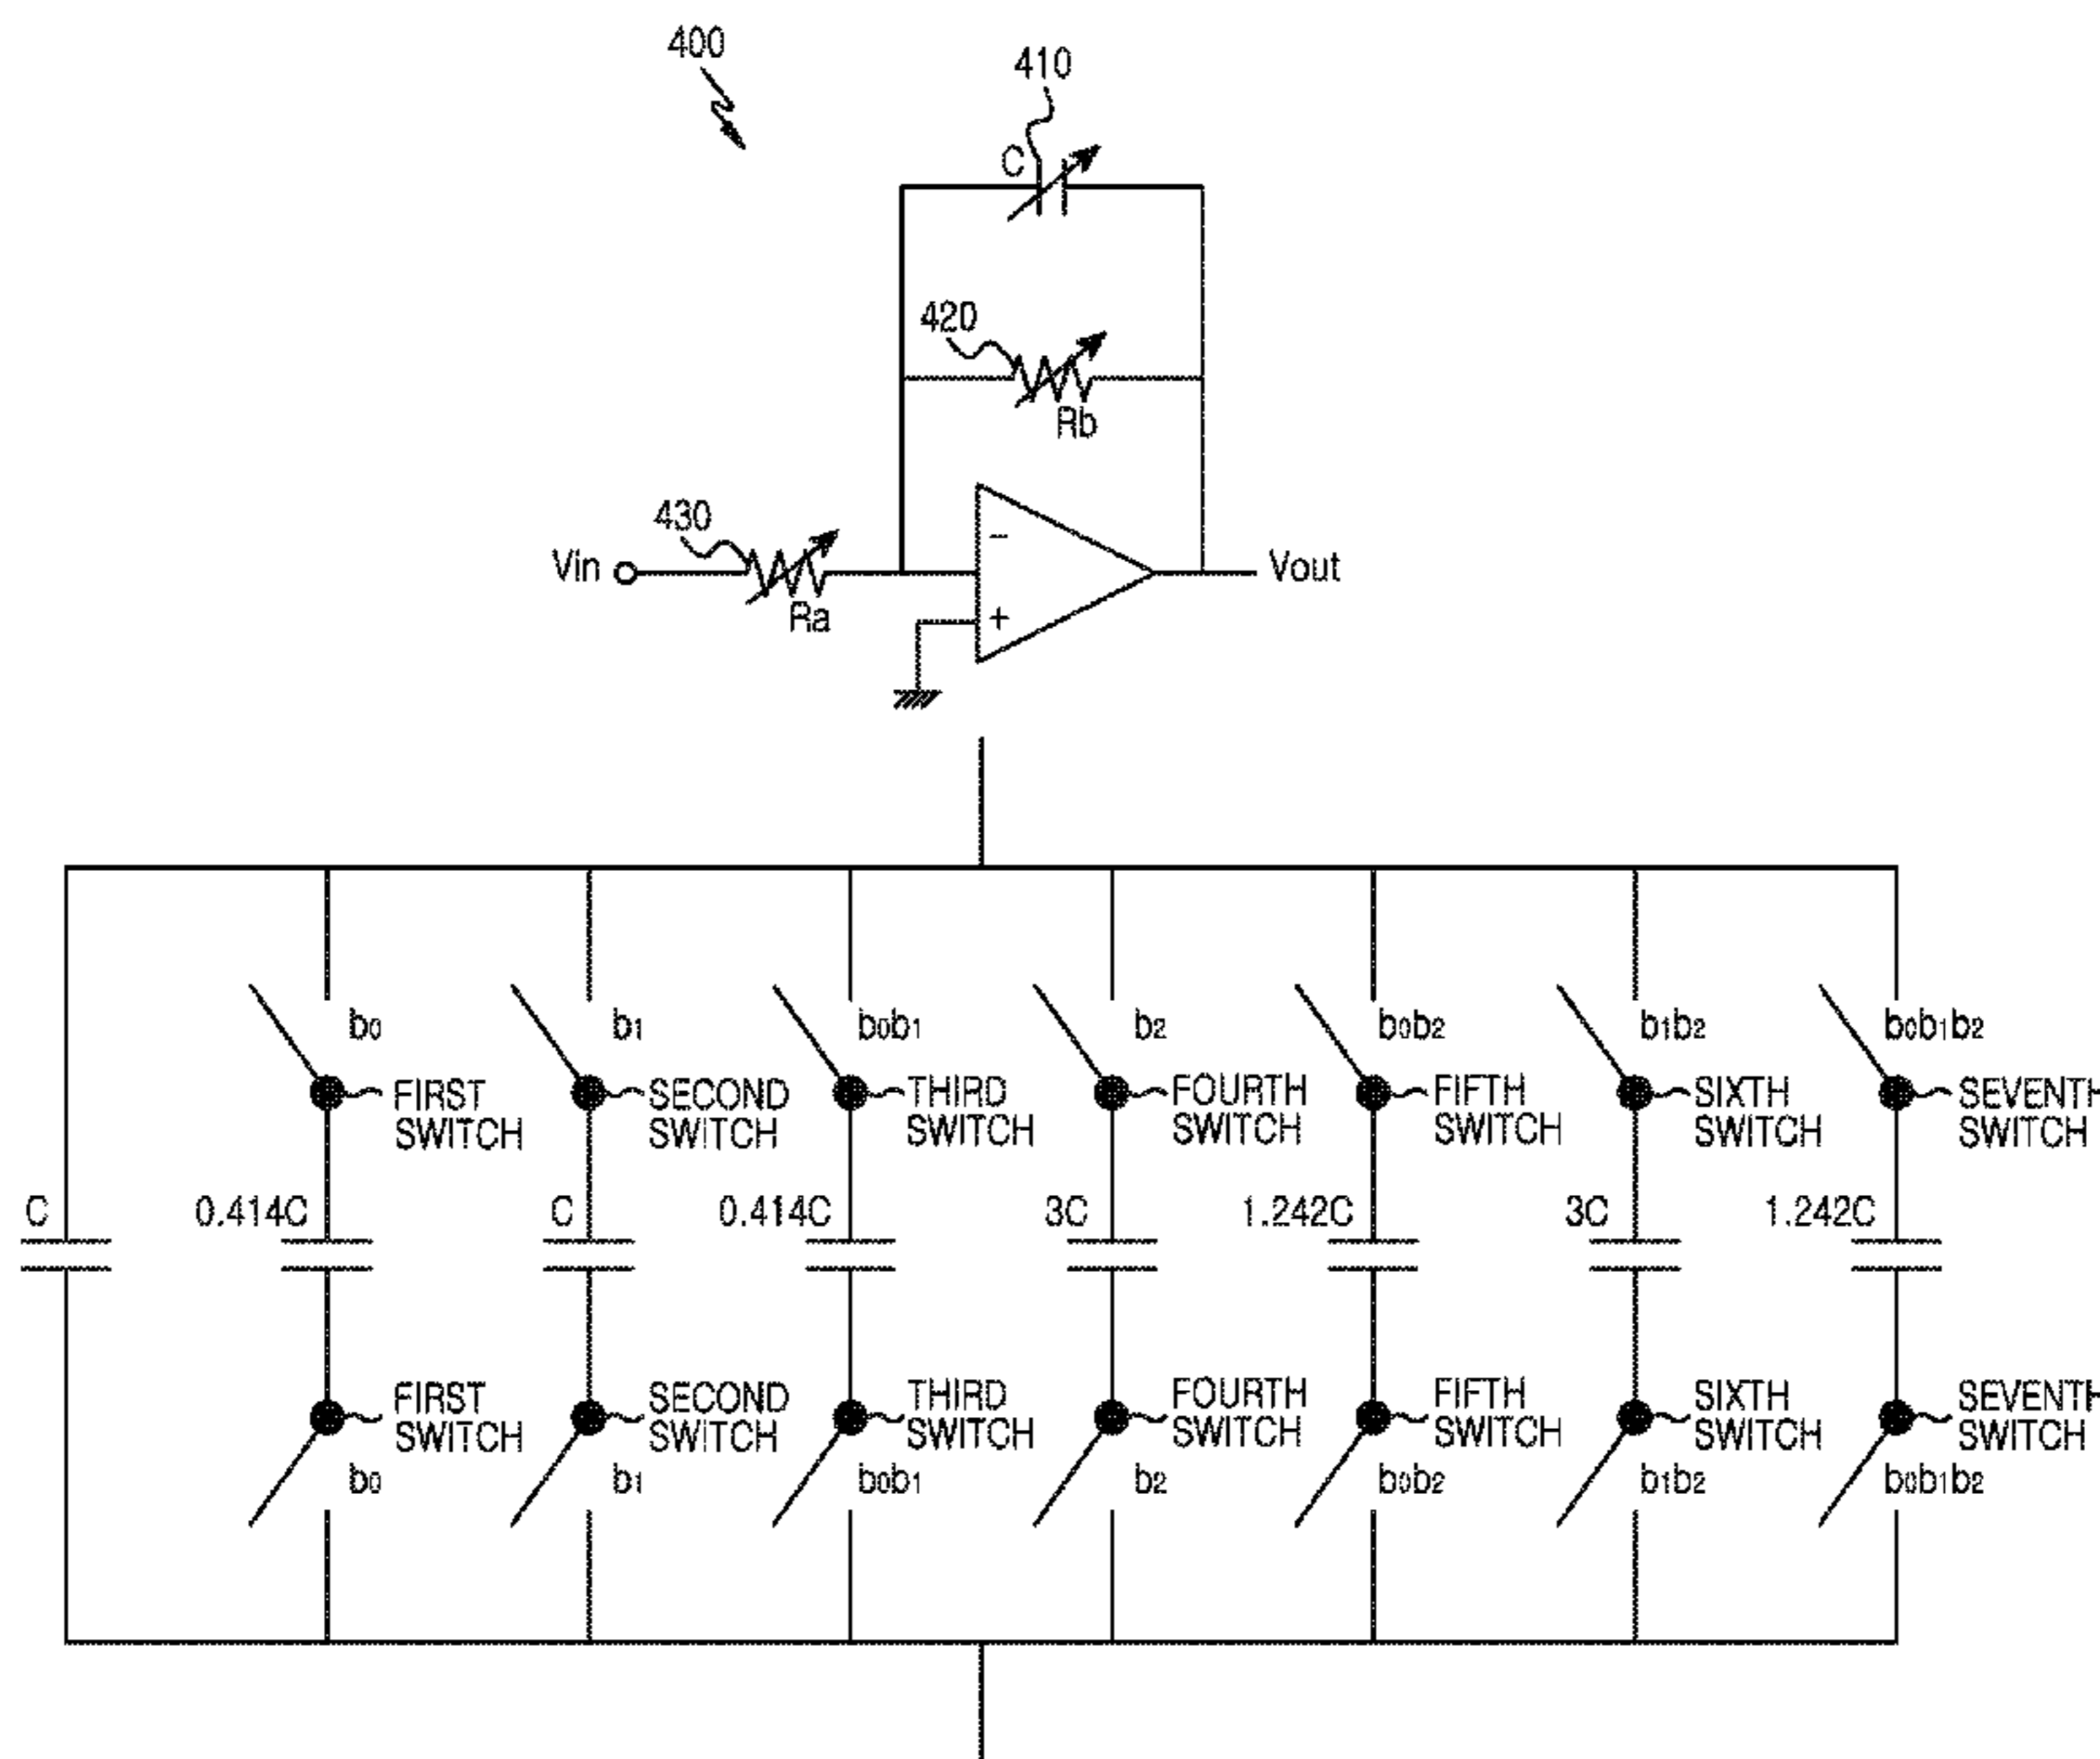 400
410
C
420
Rb
430
Vin
Ra
−
+
Vout
b0 b1 b0b1 b2 b0b2 b1b2 b0b1b2
FIRST SWITCH
SECOND SWITCH
THIRD SWITCH
FOURTH SWITCH
FIFTH SWITCH
SIXTH SWITCH
SEVENTH SWITCH
C 0.414C C 0.414C 3C 1.242C 3C 1.242C
FIRST SWITCH
SECOND SWITCH
THIRD SWITCH
FOURTH SWITCH
FIFTH SWITCH
SIXTH SWITCH
SEVENTH SWITCH
b0 b1 b0b1 b2 b0b2 b1b2 b0b1b2